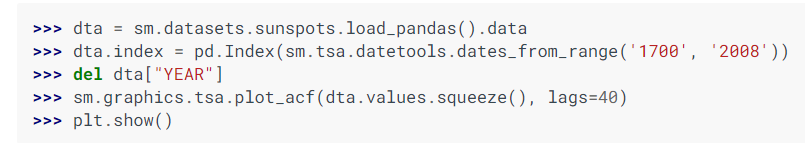 >>> dta = sm.datasets.sunspots.load_pandas().data
>>> dta.index = pd.Index(sm.tsa.datetools.dates_from_range('1700', '2008'))
>>> del dta["YEAR"]
>>> sm.graphics.tsa.plot_acf(dta.values.squeeze(), lags=40)
>>> plt.show()